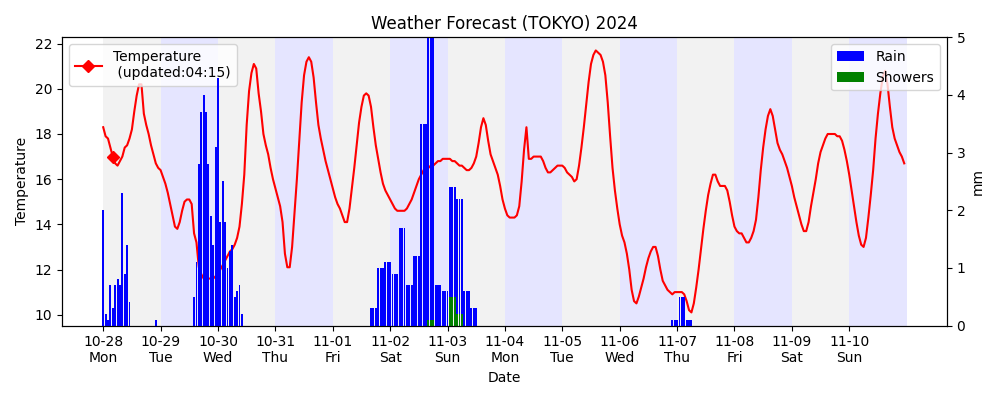 Weather Forecast (TOKYO) 2024
Temperature
(updated:04:15)
Rain
Showers
Temperature
22
20
18
16
14
12
10
5
4
3
2
1
0
mm
10-28 10-29 10-30 10-31 11-01 11-02 11-03 11-04 11-05 11-06 11-07 11-08 11-09 11-10
Mon Tue Wed Thu Fri Sat Sun Mon Tue Wed Thu Fri Sat Sun
Date